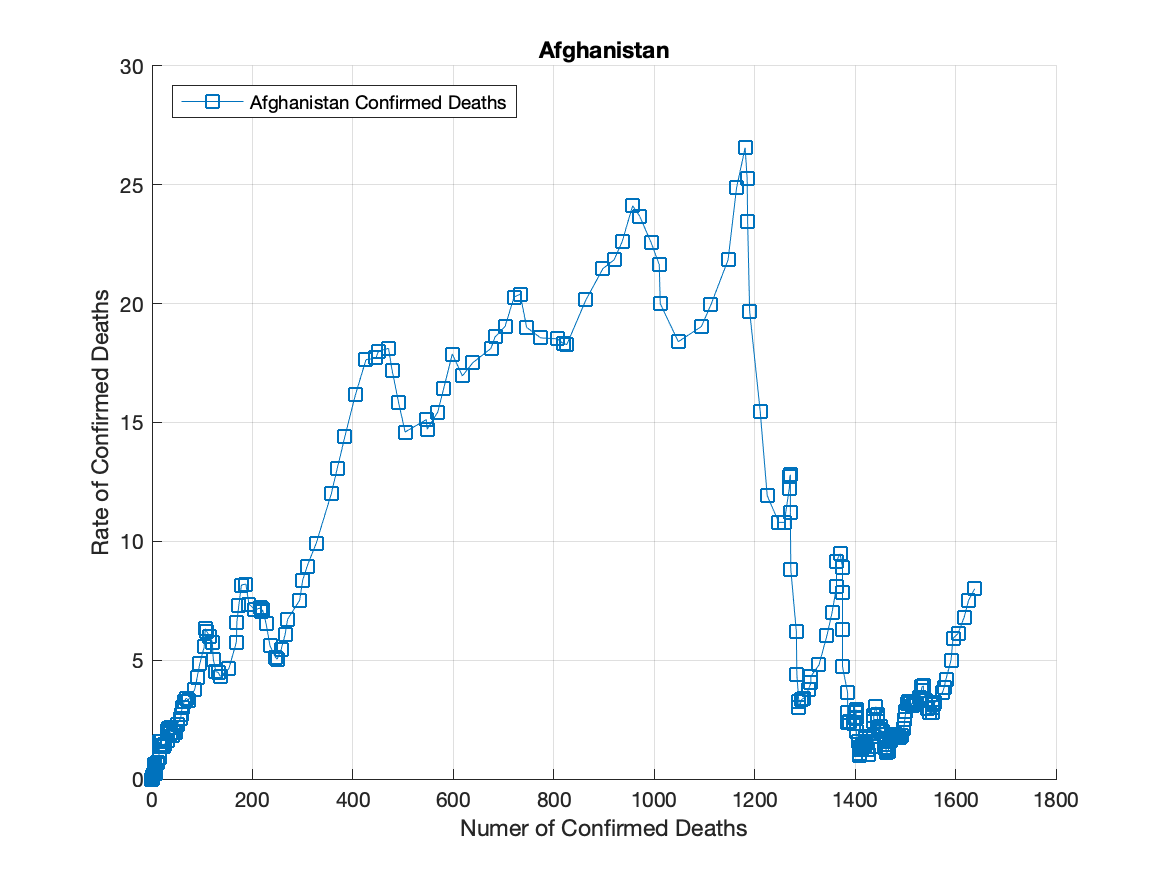 Afghanistan
Afghanistan Confirmed Deaths
Rate of Confirmed Deaths
30
25
20
15
10
5
0
0 200 400 600 800 1000 1200 1400 1600 1800
Numer of Confirmed Deaths